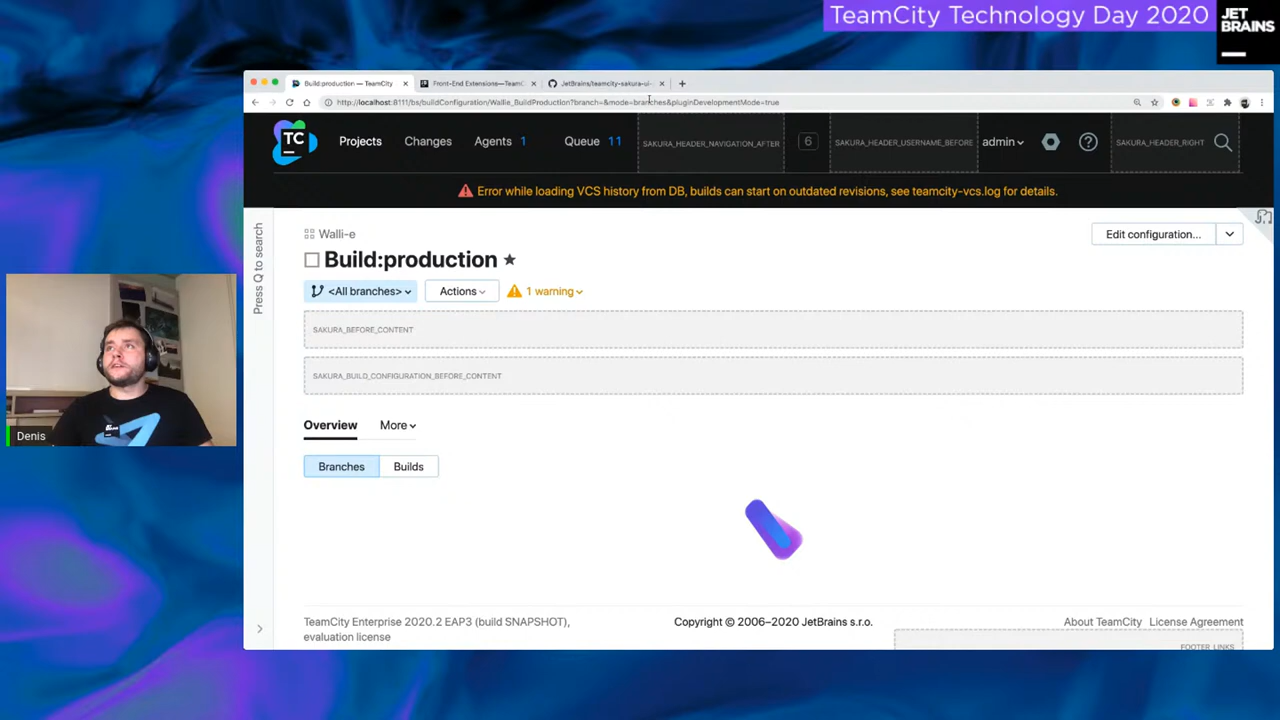 TeamCity Technology Day 2020
JET
BRAINS
Build:production — TeamCity
Front-End Extensione—TeamC
JetBrains/teamcity-sakura-ui-
http://localhost:8111/bs/buildConfiguration/Wallie_BuildProduction?branch=&mode=branches&pluginDevelopmentMode=true
TC
Projects
Changes
Agents 1
Queue 11
SAKURA_HEADER_NAVIGATION_AFTER
6
SAKURA_HEADER_USERNAME_BEFORE
admin
SAKURA_HEADER_RIGHT
Error while loading VCS history from DB, builds can start on outdated revisions, see teamcity-vcs.log for details.
Press Q to search
Walli-e
Edit configuration...
Build:production
<All branches>
Actions
1 warning
SAKURA_BEFORE_CONTENT
SAKURA_BUILD_CONFIGURATION_BEFORE_CONTENT
Overview
More
Branches
Builds
Denis
TeamCity Enterprise 2020.2 EAP3 (build SNAPSHOT),
evaluation license
Copyright © 2006–2020 JetBrains s.r.o.
About TeamCity
License Agreement
FOOTER_LINKS